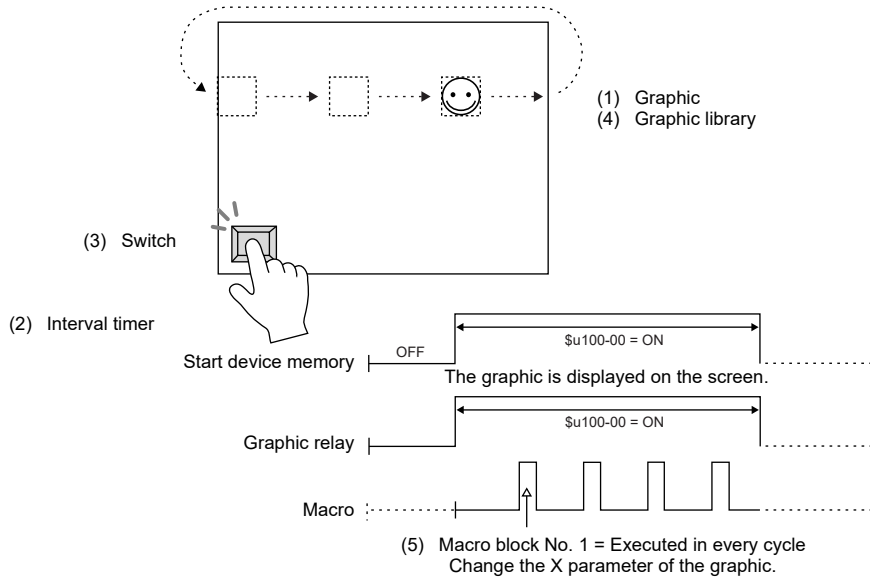 (1) Graphic
(4) Graphic library
(3) Switch
(2) Interval timer
Start device memory
OFF
$u100-00 = ON
The graphic is displayed on the screen.
Graphic relay
$u100-00 = ON
Macro
(5) Macro block No. 1 = Executed in every cycle
Change the X parameter of the graphic.